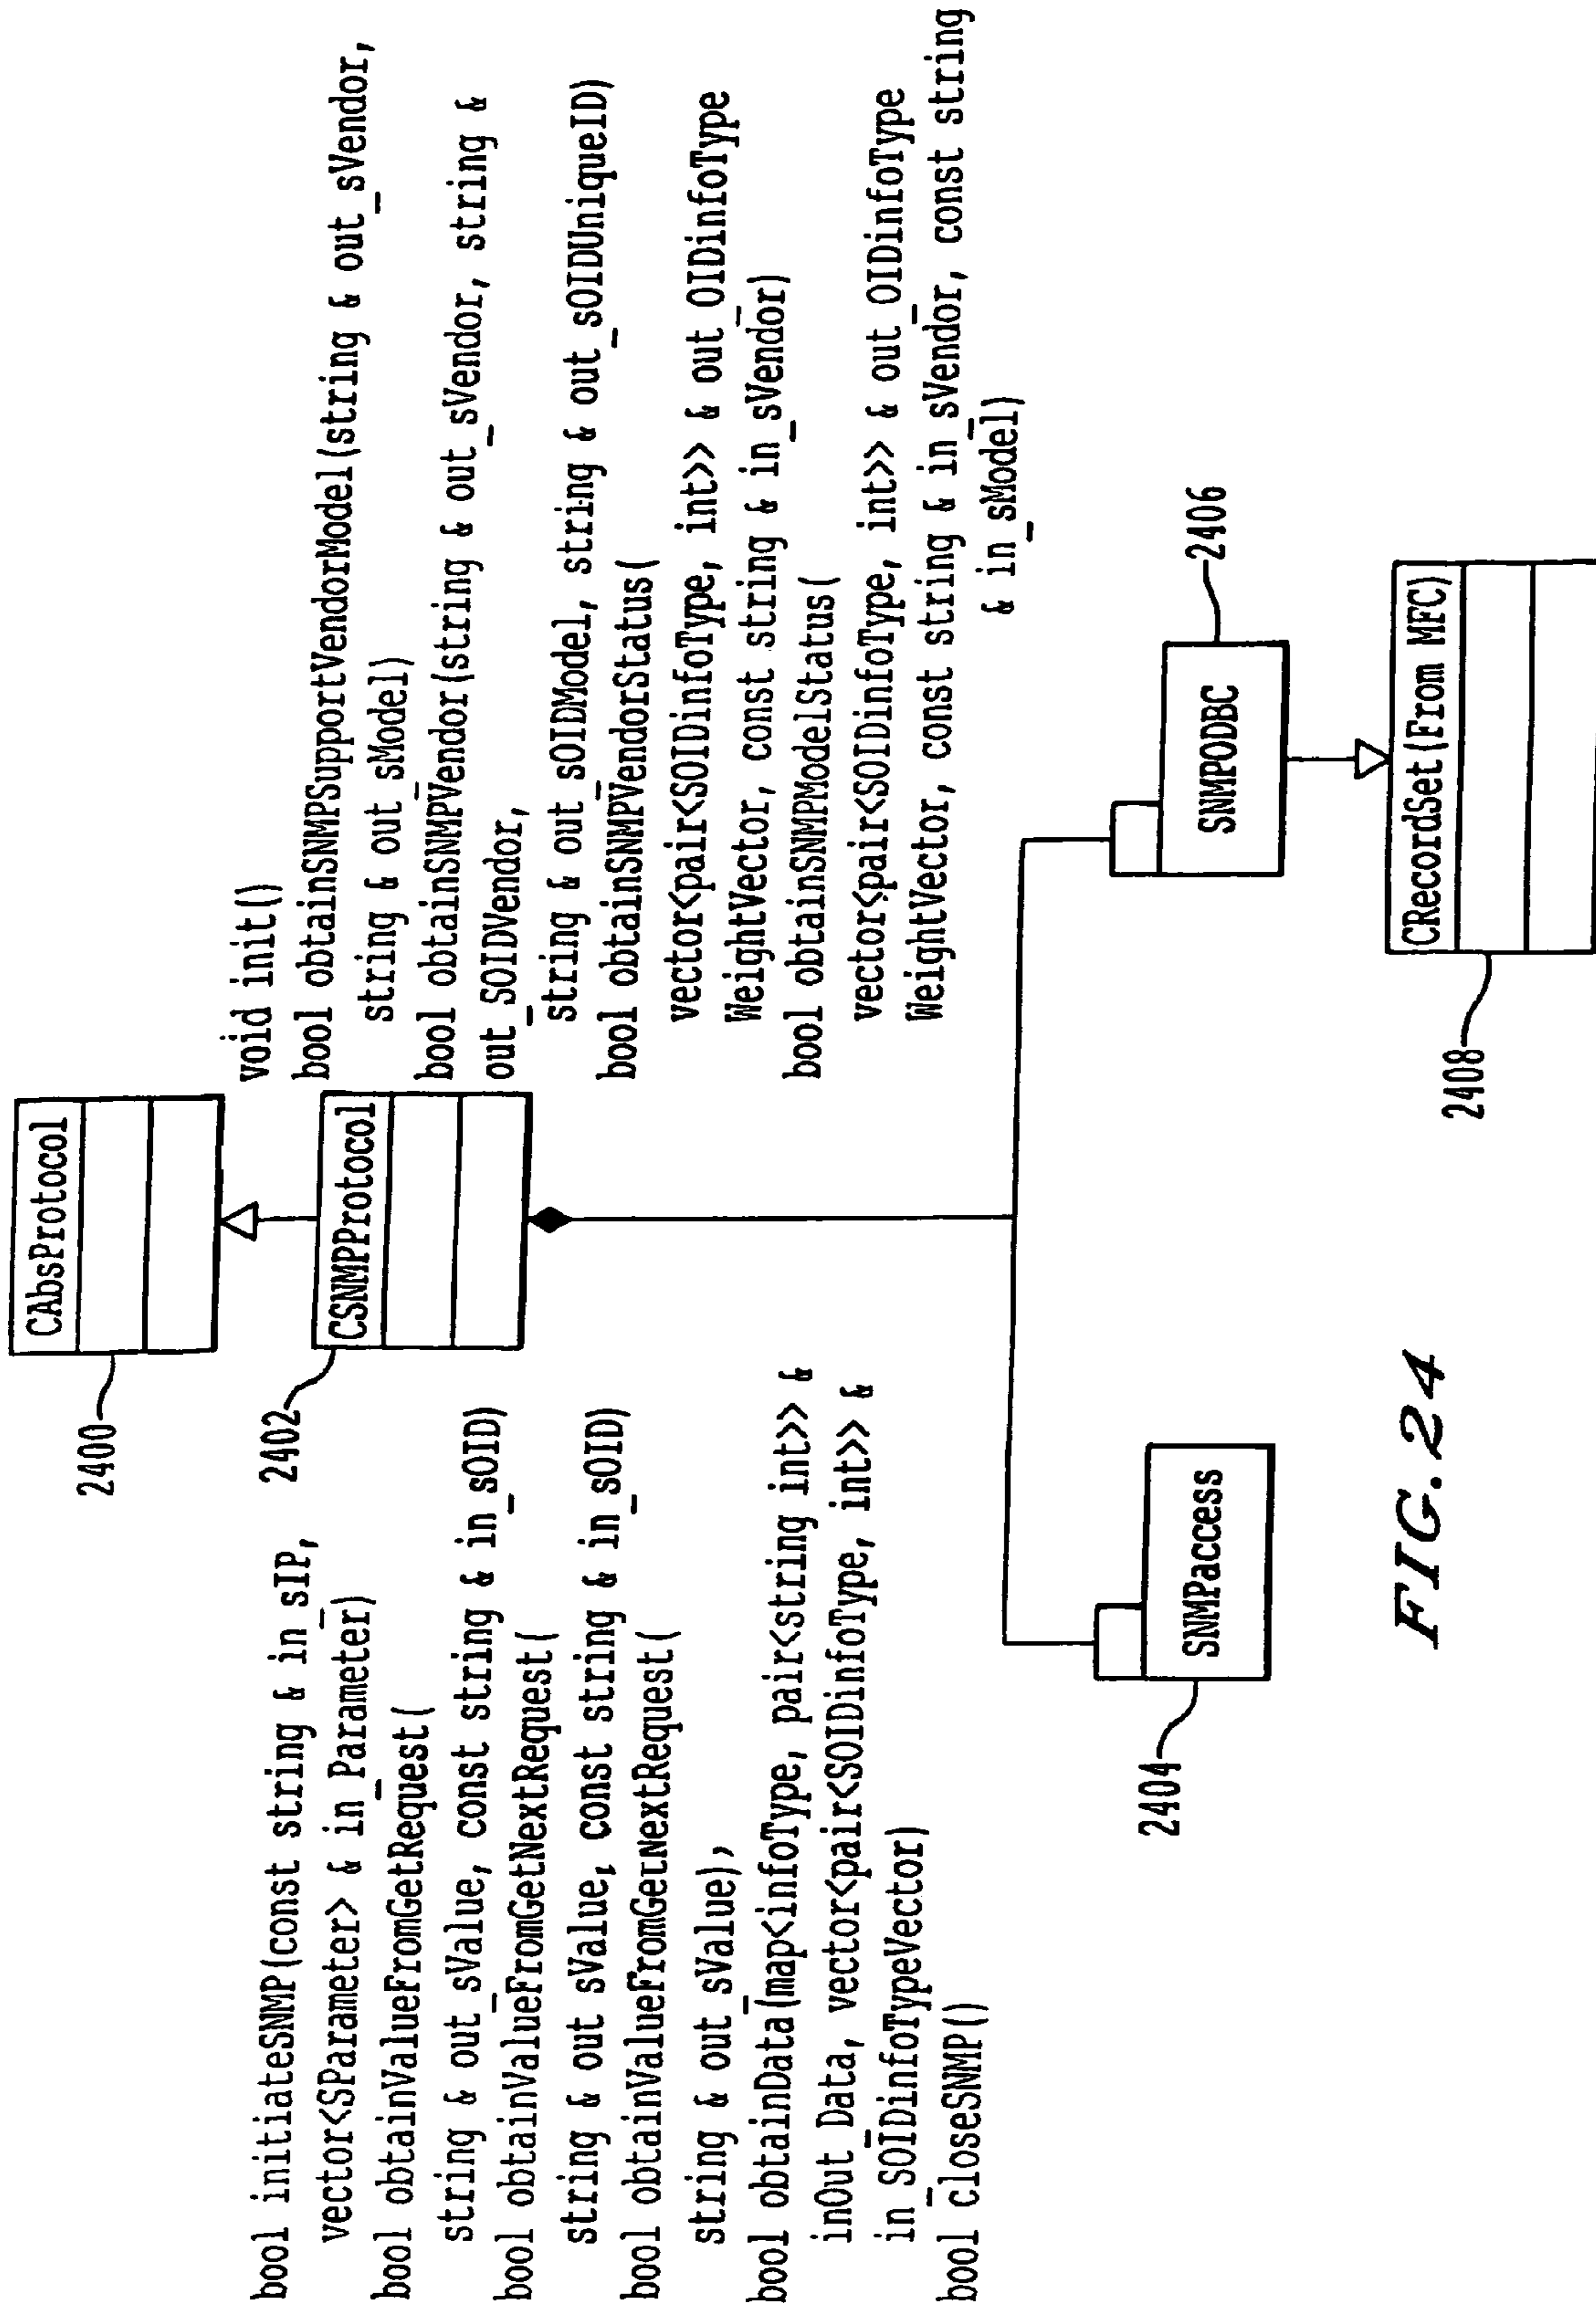 CAbsProtocol
2400
CSNMPProtocol
2402
bool initiateSNMP(const string & in_sIP,
vector<SParameter> & in_Parameter)
bool obtainValueFromGetRequest(
string & out_sValue, const string & in_sOID)
bool obtainValueFromGetNextRequest(
string & out_sValue, const string & in_sOID)
bool obtainValueFromGetNextRequest(
string & out_sValue),
bool obtainData(map<infoType, pair<string int>> &
inOut_Data, vector<pair<SOIDinfoType, int>> &
in_SOIDinfoTypeVector)
bool closeSNMP()
void init()
bool obtainSNMPSupportVendorModel(string & out_sVendor,
string & out_sModel)
bool obtainSNMPVendor(string & out_sVendor, string &
out_SOIDVendor,
string & out_sOIDModel, string & out_sOIDUniqueID)
bool obtainSNMPVendorStatus(
vector<pair<SOIDinfoType, int>> & out_OIDinfoType
WeightVector, const string & in_sVendor)
bool obtainSNMPModelStatus(
vector<pair<SOIDinfoType, int>> & out_OIDinfoType
WeightVector, const string & in_sVendor, const string
& in_sModel)
SNMPaccess
2404
SNMPODBC
2406
CRecordSet(From MFC)
2408
FIG. 24